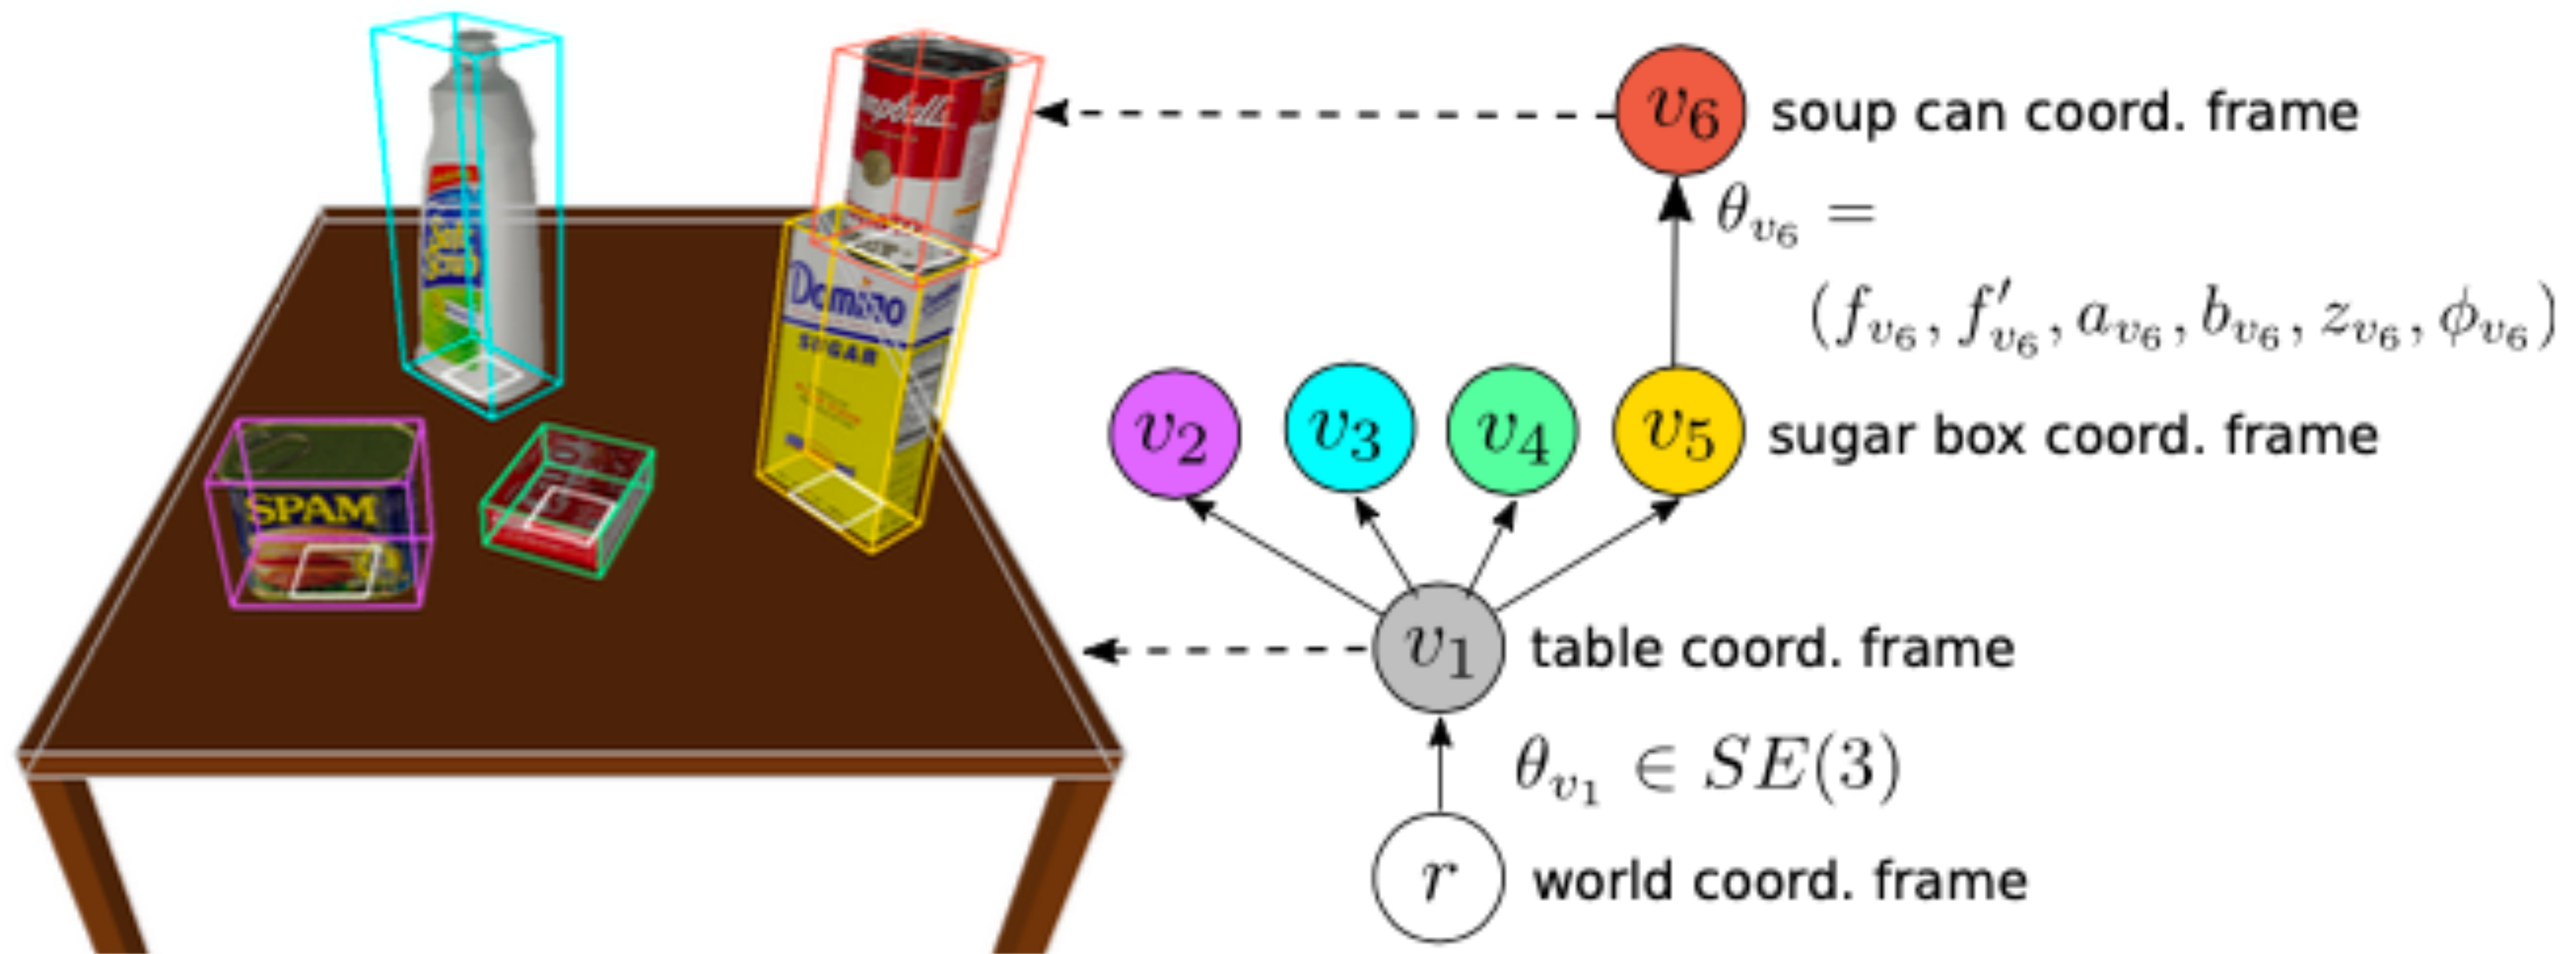 mpbell's
Domino
SUGAR
SPAM
v₆ soup can coord. frame
θᵥ₆ =
(fᵥ₆, f′ᵥ₆, aᵥ₆, bᵥ₆, zᵥ₆, ϕᵥ₆)
v₂ v₃ v₄ v₅ sugar box coord. frame
v₁ table coord. frame
θᵥ₁ ∈ SE(3)
r world coord. frame